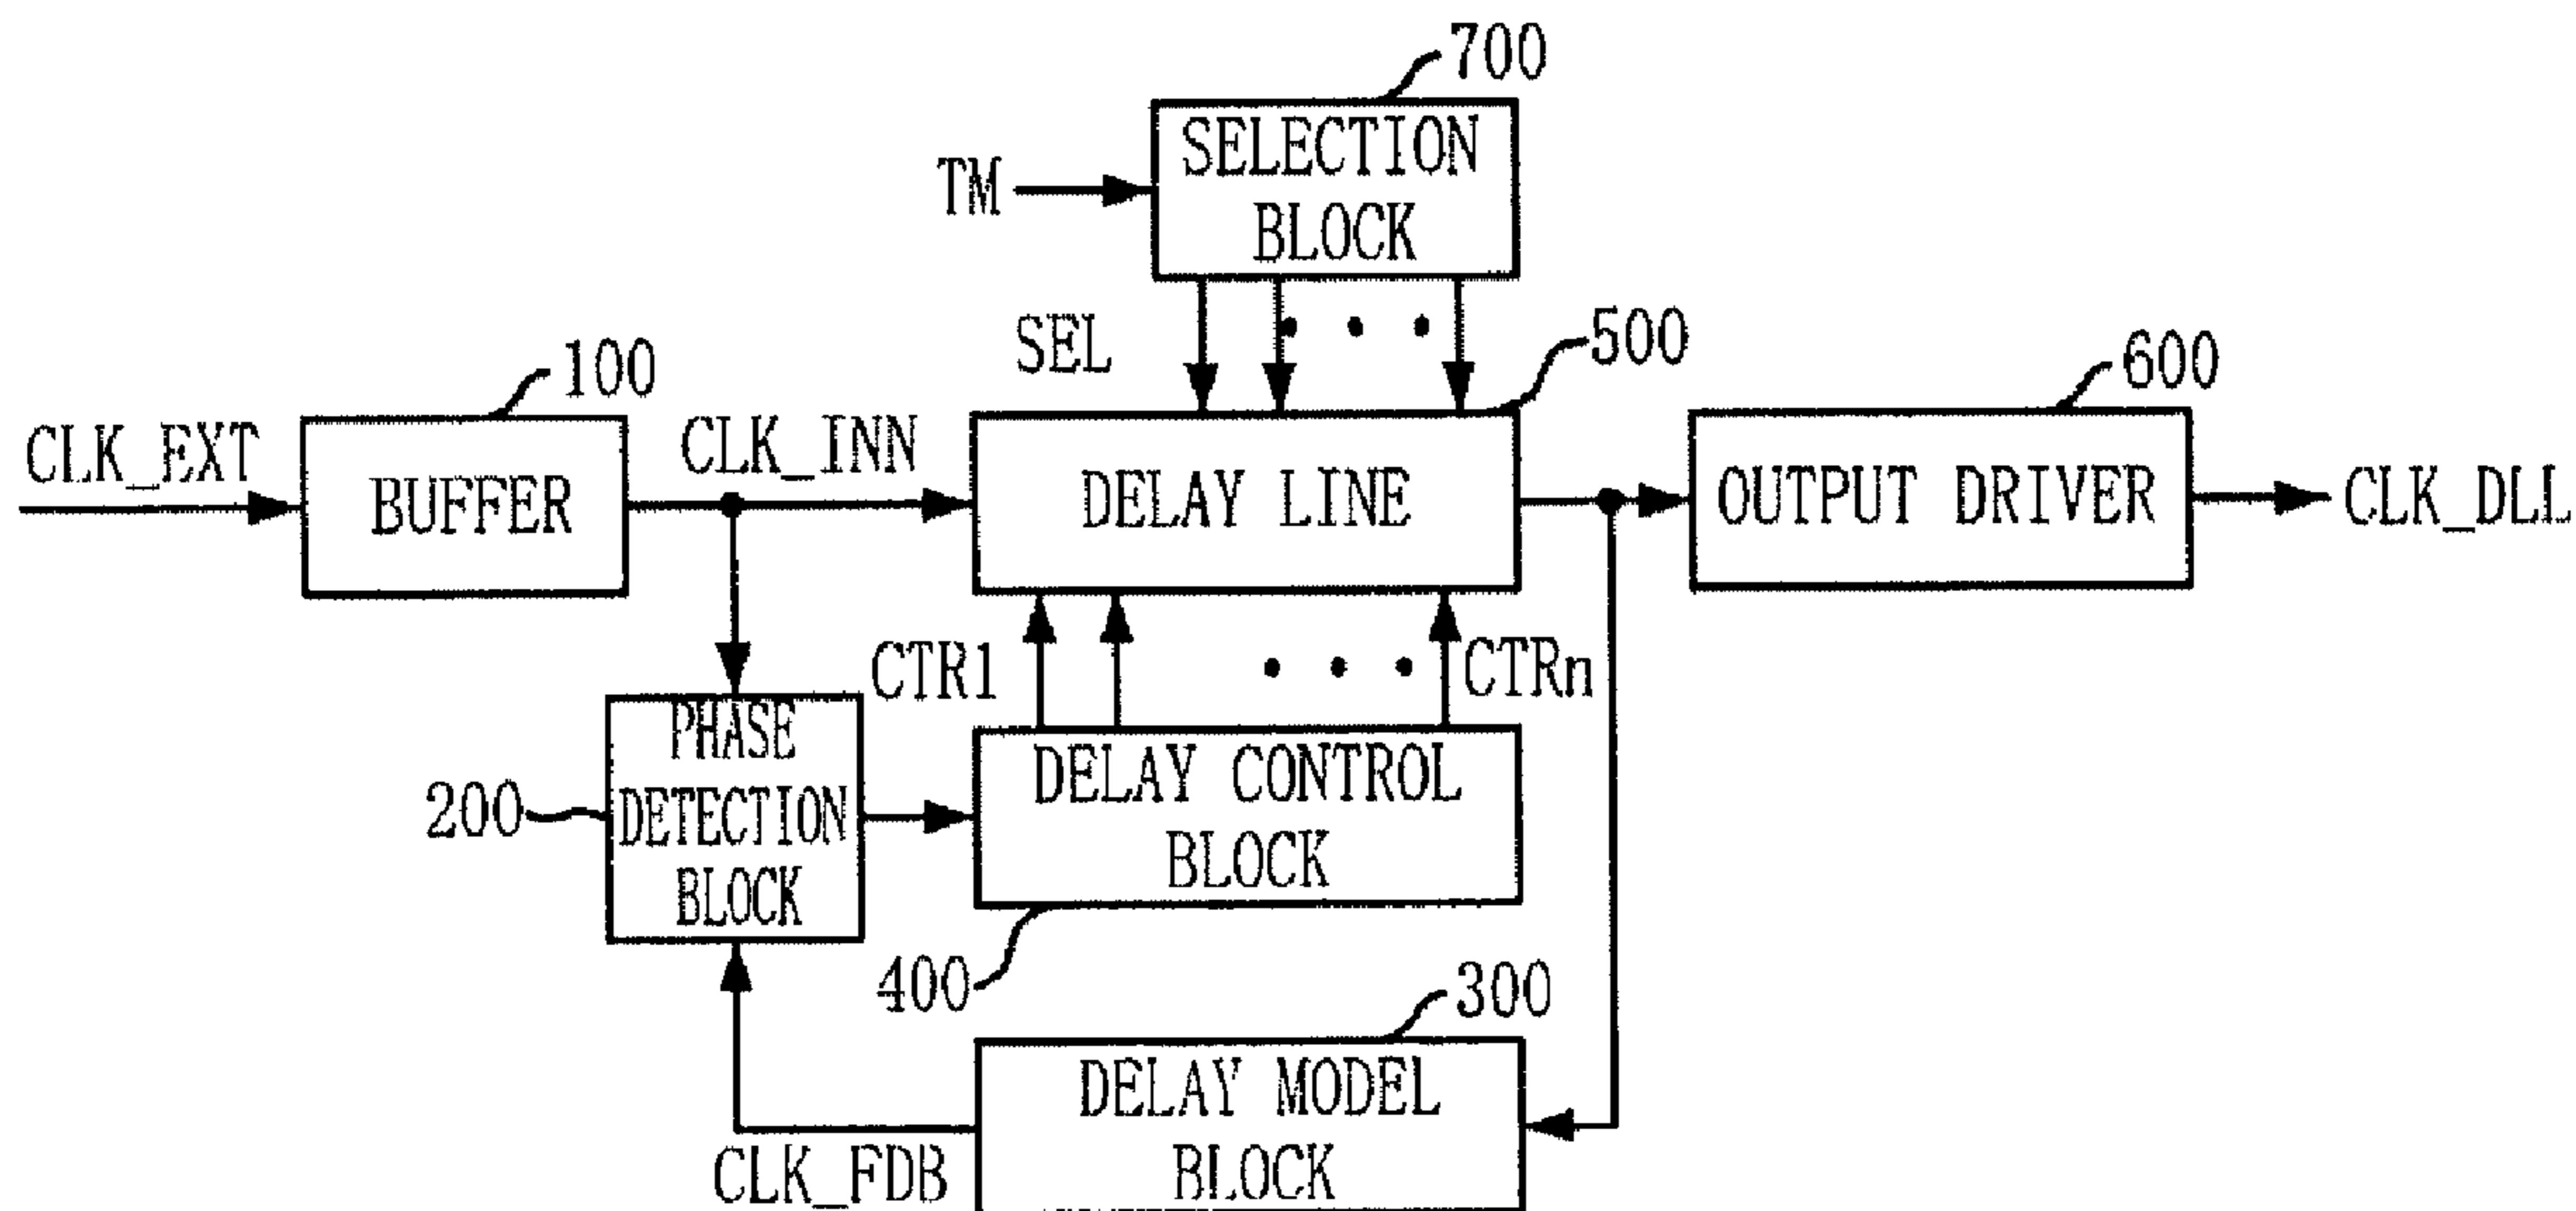 700
SELECTION
BLOCK
TM
SEL
500
600
100
CLK_EXT
BUFFER
CLK_INN
DELAY LINE
OUTPUT DRIVER
CLK_DLL
CTR1
CTRn
PHASE
DETECTION
BLOCK
200
DELAY CONTROL
BLOCK
400
300
DELAY MODEL
BLOCK
CLK_FDB